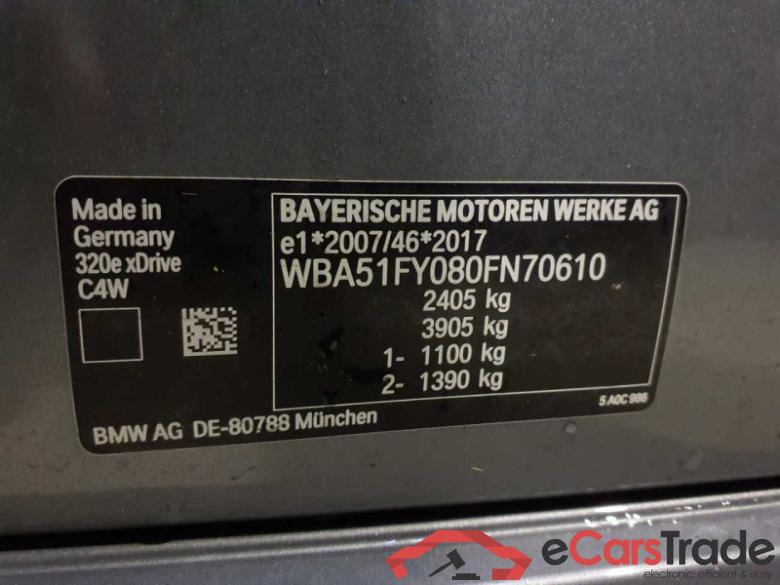 Made in
Germany
320e xDrive
C4W
BAYERISCHE MOTOREN WERKE AG
e1*2007/46*2017
WBA51FY080FN70610
2405 kg
3905 kg
1- 1100 kg
2- 1390 kg
5 A0C 986
BMW AG DE-80788 München
eCarsTrade
electronic, efficient & easy